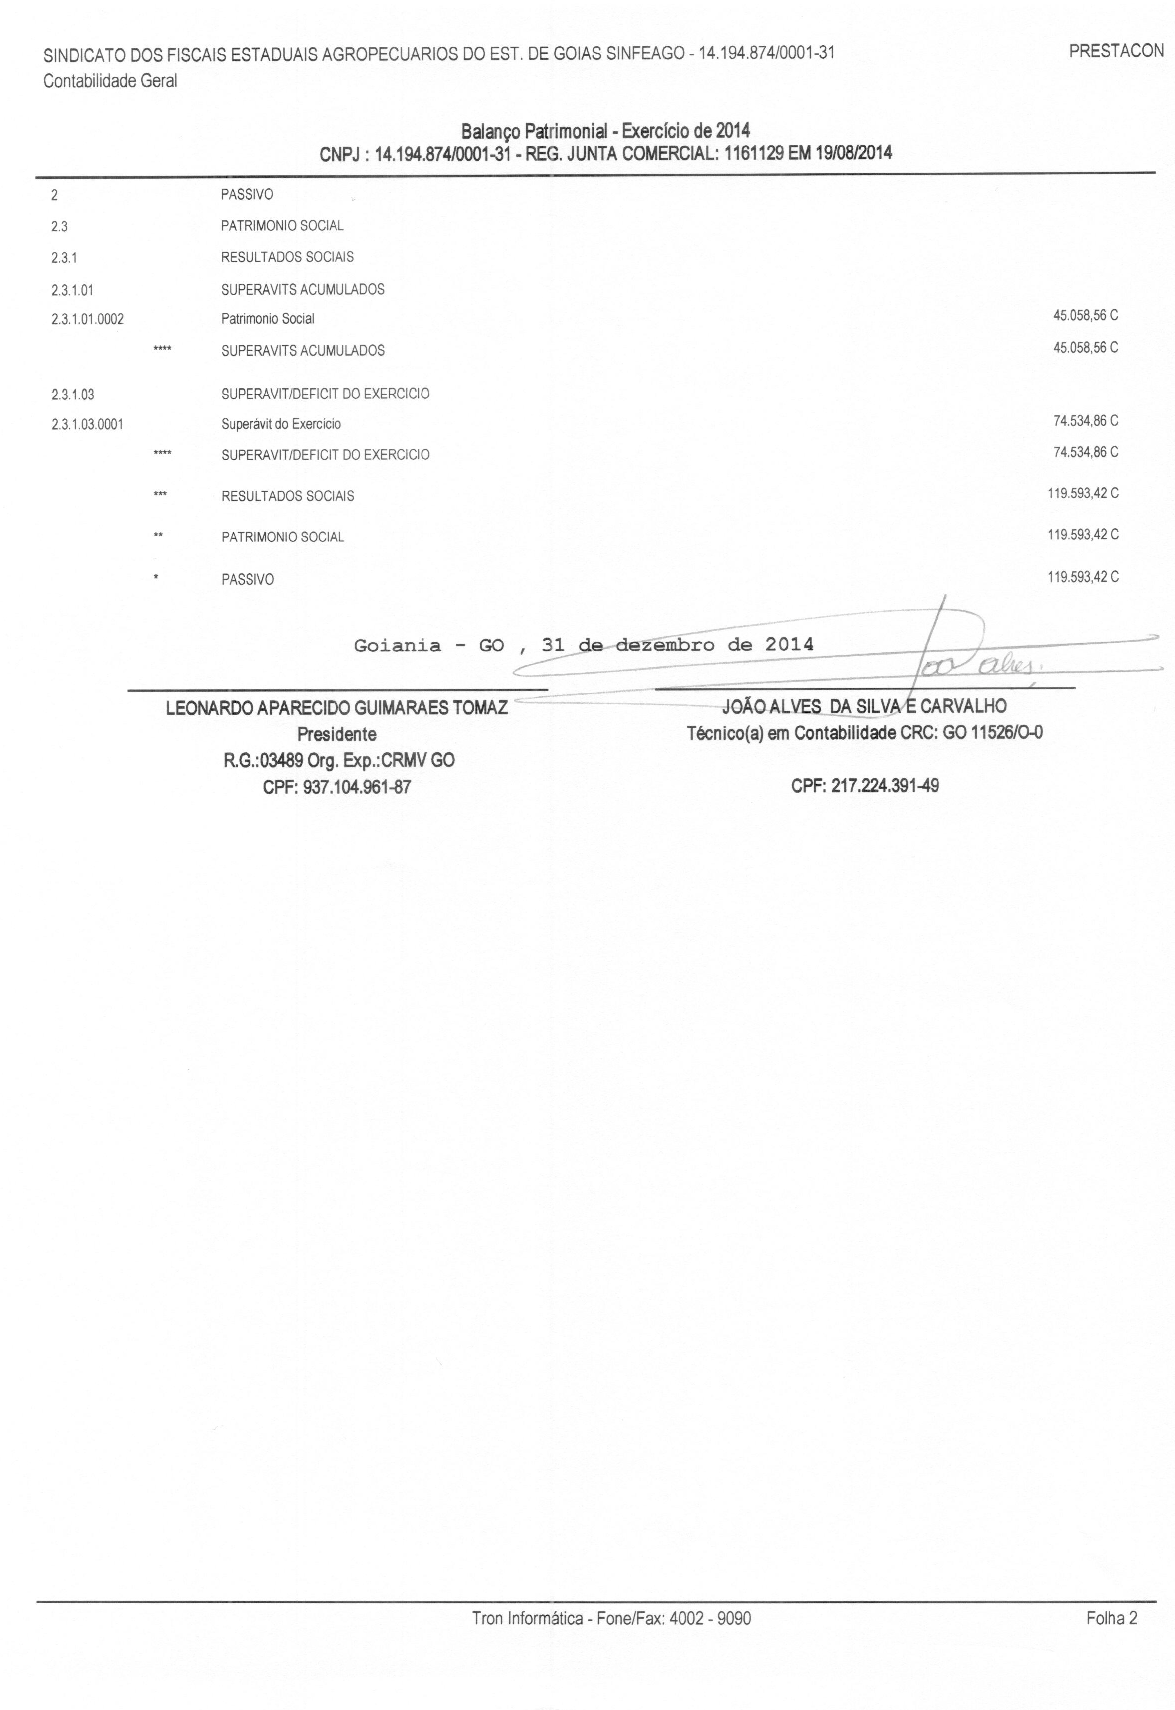 SINDICATO DOS FISCAIS ESTADUAIS AGROPECUARIOS DO EST. DE GOIAS SINFEAGO - 14.194.874/0001-31 PRESTACON
Contabilidade Geral
Balanço Patrimonial - Exercício de 2014
CNPJ : 14.194.874/0001-31 - REG. JUNTA COMERCIAL: 1161129 EM 19/08/2014
2 PASSIVO
2.3 PATRIMONIO SOCIAL
2.3.1 RESULTADOS SOCIAIS
2.3.1.01 SUPERAVITS ACUMULADOS
2.3.1.01.0002 Patrimonio Social 45.058,56 C
**** SUPERAVITS ACUMULADOS 45.058,56 C
2.3.1.03 SUPERAVIT/DEFICIT DO EXERCICIO
2.3.1.03.0001 Superávit do Exercicio 74.534,86 C
**** SUPERAVIT/DEFICIT DO EXERCICIO 74.534,86 C
*** RESULTADOS SOCIAIS 119.593,42 C
** PATRIMONIO SOCIAL 119.593,42 C
* PASSIVO 119.593,42 C
Goiania - GO , 31 de dezembro de 2014
LEONARDO APARECIDO GUIMARAES TOMAZ JOÃO ALVES DA SILVA E CARVALHO
Presidente Técnico(a) em Contabilidade CRC: GO 11526/O-0
R.G.:03489 Org. Exp.:CRMV GO
CPF: 937.104.961-87 CPF: 217.224.391-49
Tron Informática - Fone/Fax: 4002 - 9090 Folha 2